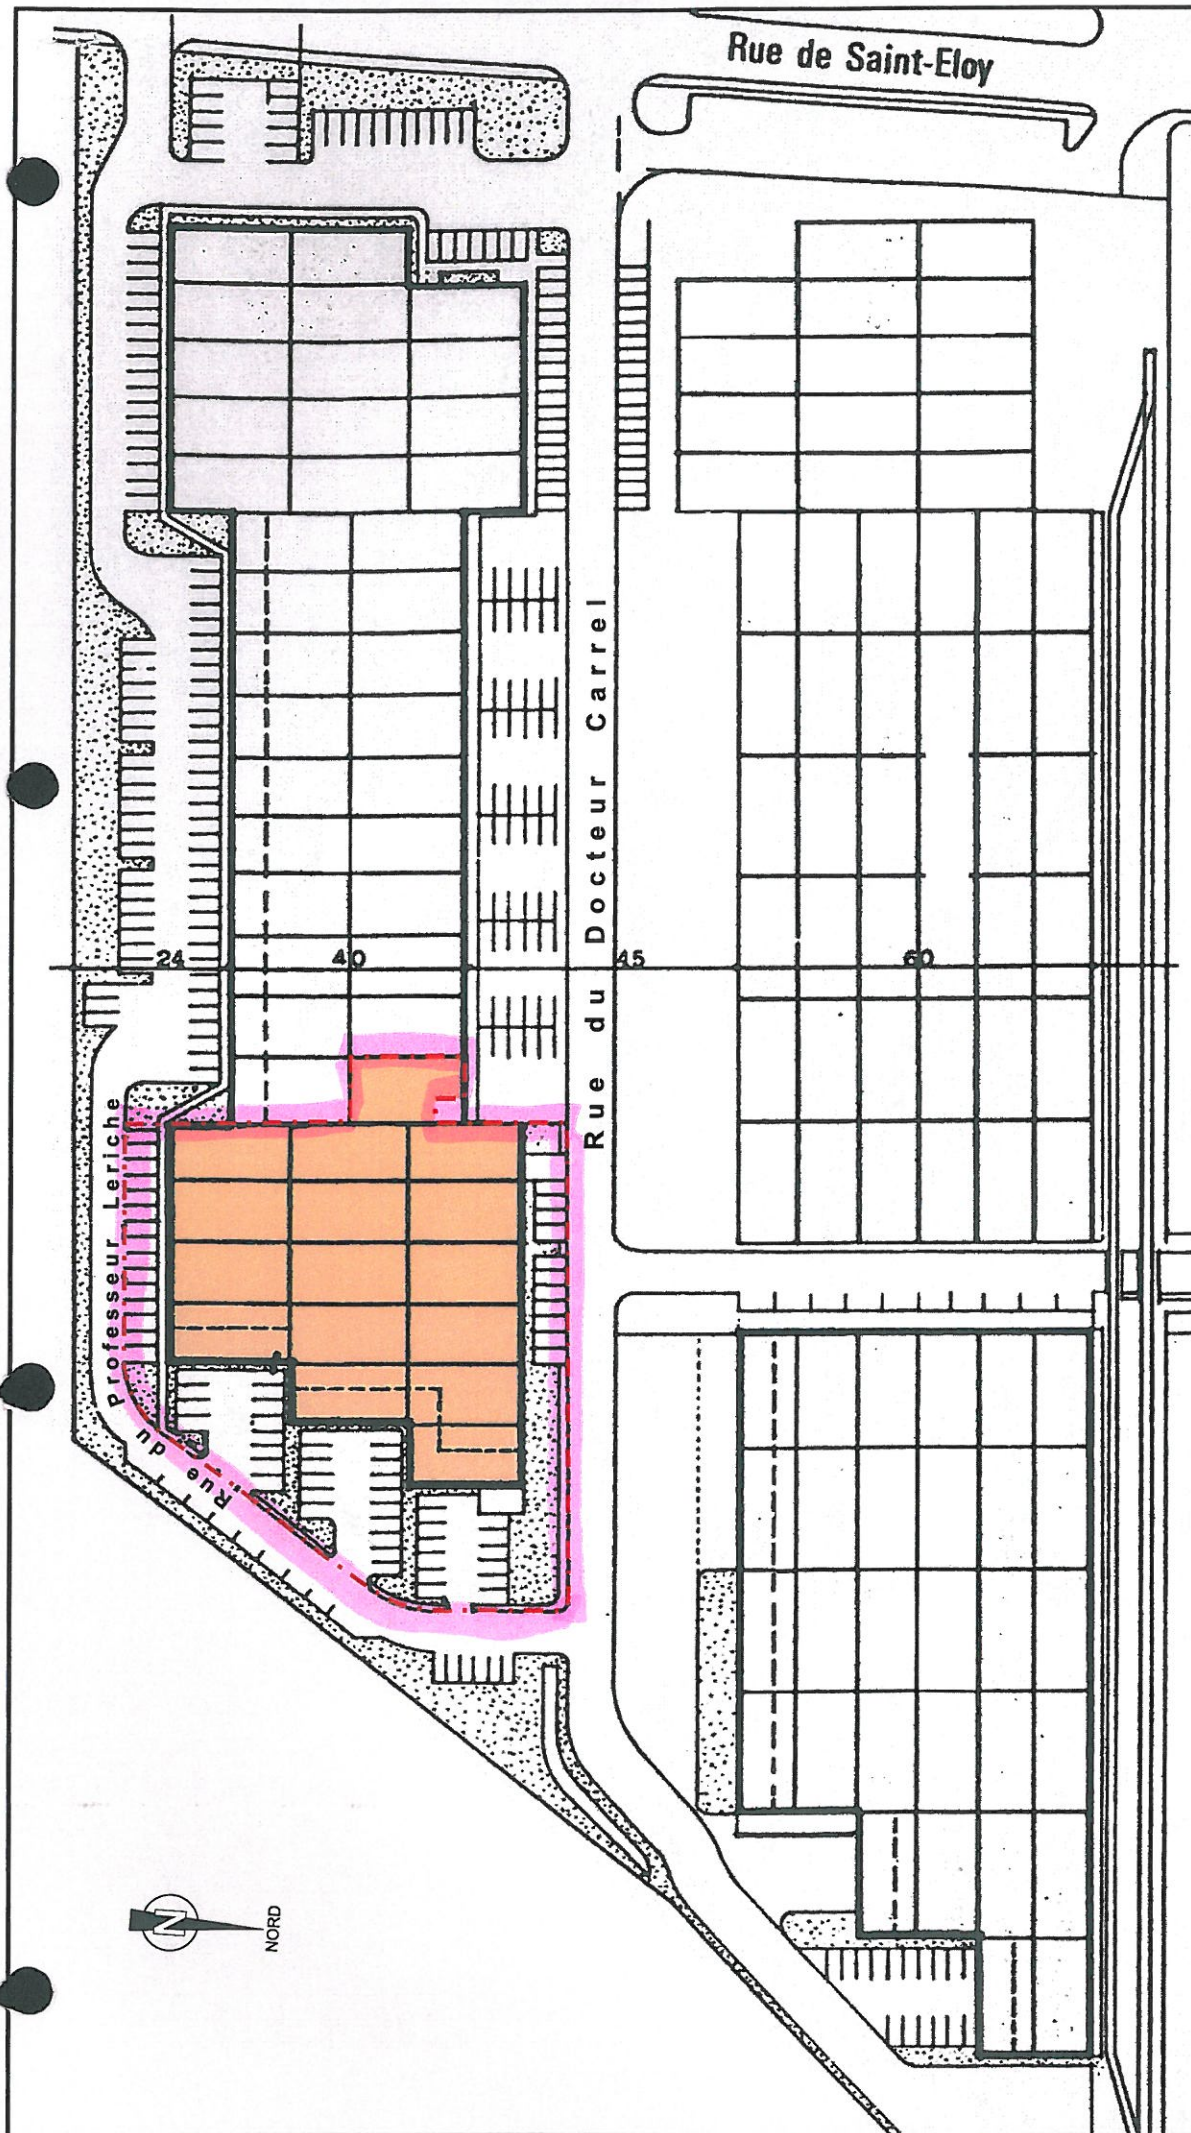 Rue de Saint-Eloy
Rue du Docteur Carrel
24
40
45
60
Rue du Professeur Leriche
N
NORD